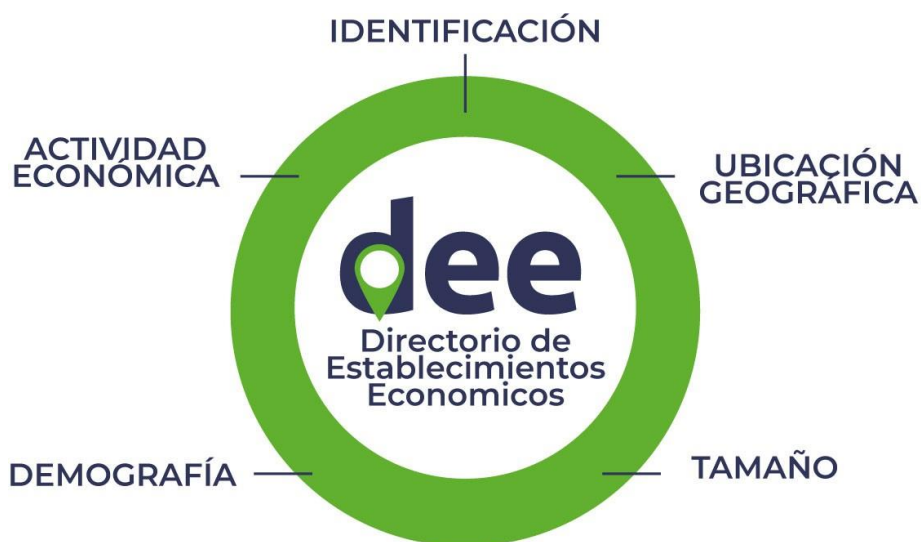 IDENTIFICACIÓN
ACTIVIDAD
ECONÓMICA
UBICACIÓN
GEOGRÁFICA
dee
Directorio de
Establecimientos
Economicos
DEMOGRAFÍA
TAMAÑO